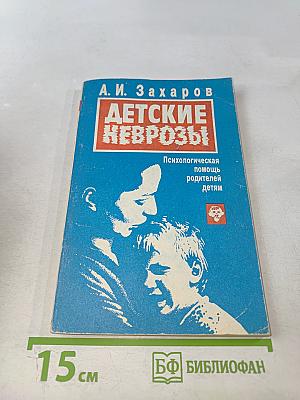 А. И. Захаров
ДЕТСКИЕ
НЕВРОЗЫ
Психологическая
помощь
родителей
детям
15 см
БФ БИБЛИОФАН